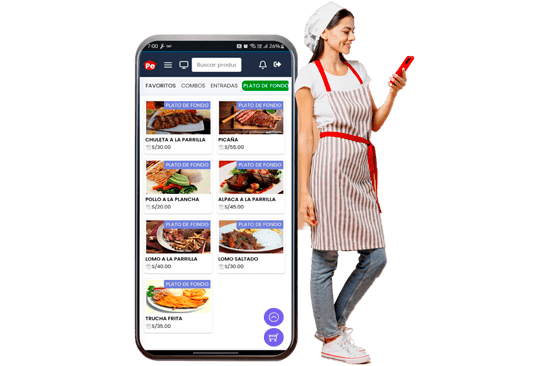 7:00
26%
Pe
Buscar produs
FAVORITOS COMBOS ENTRADAS PLATO DE FONDO
PLATO DE FONDO
CHULETA A LA PARRILLA
S/30.00
PLATO DE FONDO
PICAÑA
S/55.00
PLATO DE FONDO
POLLO A LA PLANCHA
S/20.00
PLATO DE FONDO
ALPACA A LA PARRILLA
S/45.00
PLATO DE FONDO
LOMO A LA PARRILLA
S/40.00
PLATO DE FONDO
LOMO SALTADO
S/30.00
PLATO DE FONDO
TRUCHA FRITA
S/35.00